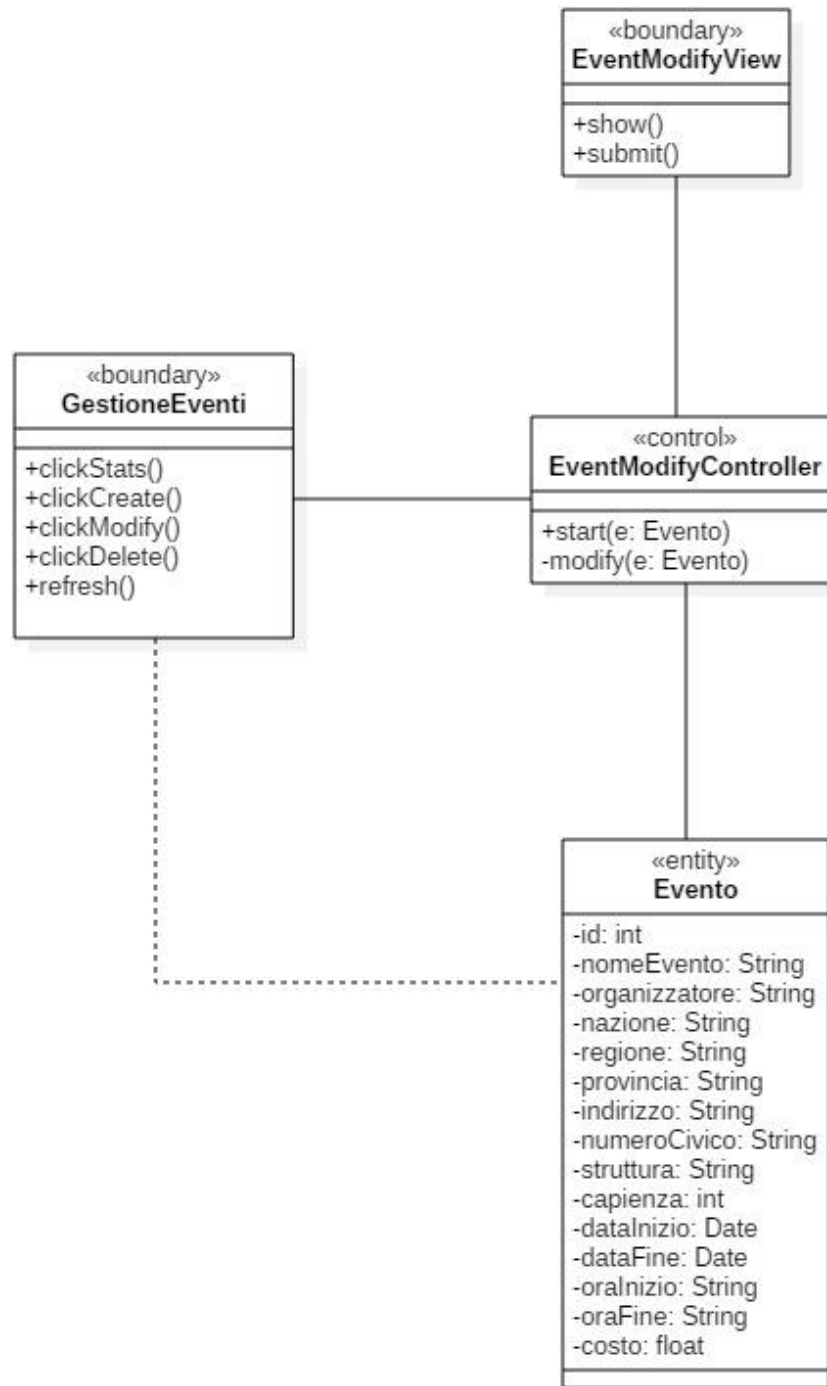 «boundary»
EventModifyView
+show()
+submit()
«boundary»
GestioneEventi
+clickStats()
+clickCreate()
+clickModify()
+clickDelete()
+refresh()
«control»
EventModifyController
+start(e: Evento)
-modify(e: Evento)
«entity»
Evento
-id: int
-nomeEvento: String
-organizzatore: String
-nazione: String
-regione: String
-provincia: String
-indirizzo: String
-numeroCivico: String
-struttura: String
-capienza: int
-dataInizio: Date
-dataFine: Date
-oraInizio: String
-oraFine: String
-costo: float